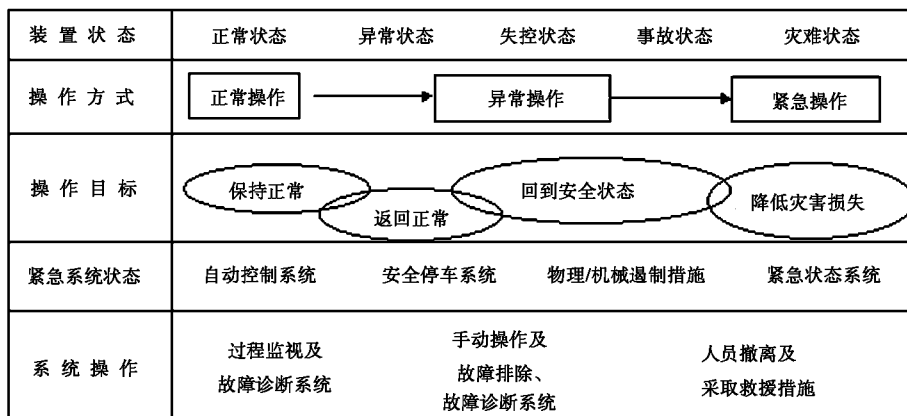 装置状态 正常状态 异常状态 失控状态 事故状态 灾难状态
操作方式 正常操作 异常操作 紧急操作
操作目标 保持正常 返回正常 回到安全状态 降低灾害损失
紧急系统状态 自动控制系统 安全停车系统 物理/机械遏制措施 紧急状态系统
系统操作
过程监视及
故障诊断系统
手动操作及
故障排除、
故障诊断系统
人员撤离及
采取救援措施